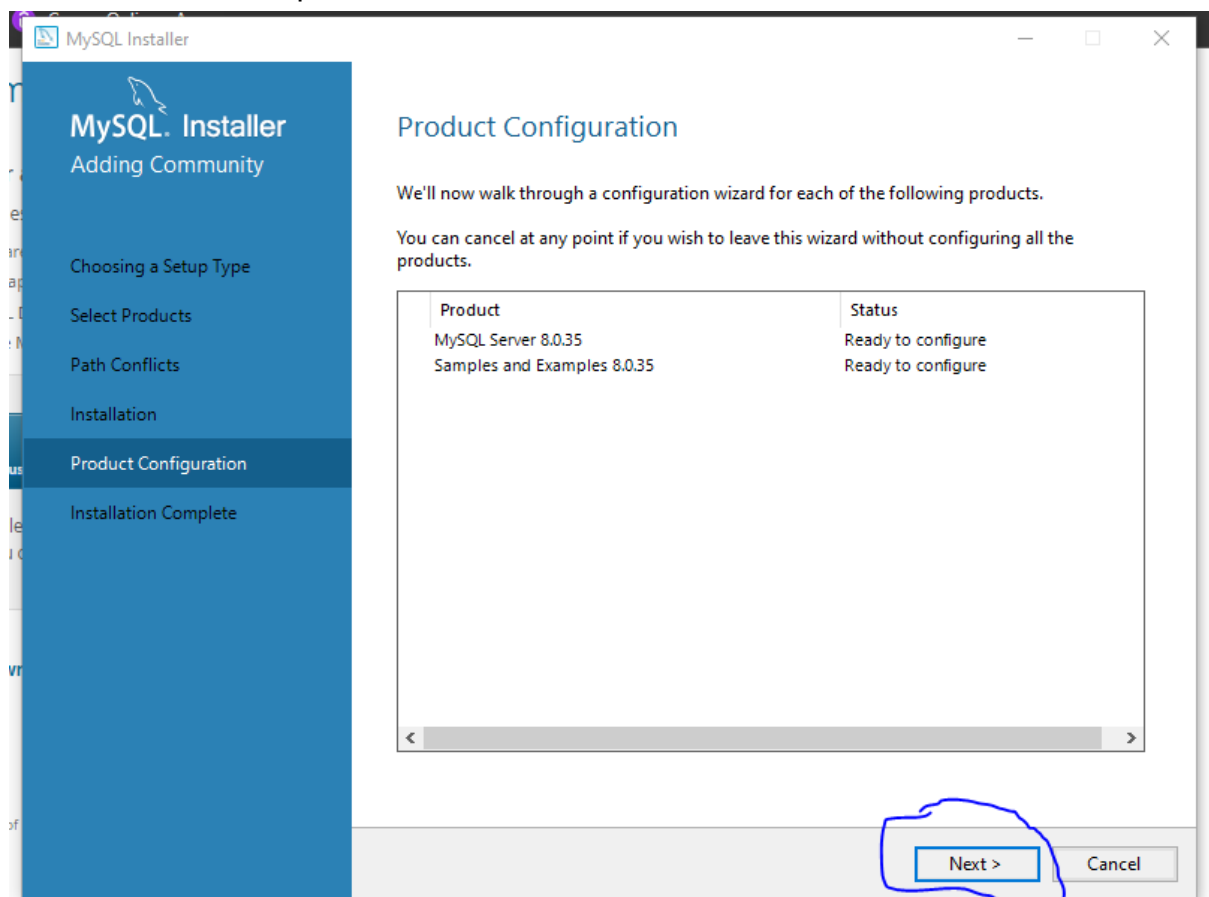 MySQL Installer
MySQL. Installer
Adding Community
Choosing a Setup Type
Select Products
Path Conflicts
Installation
Product Configuration
Installation Complete
Product Configuration
We'll now walk through a configuration wizard for each of the following products.
You can cancel at any point if you wish to leave this wizard without configuring all the
products.
Product Status
MySQL Server 8.0.35 Ready to configure
Samples and Examples 8.0.35 Ready to configure
Next >
Cancel